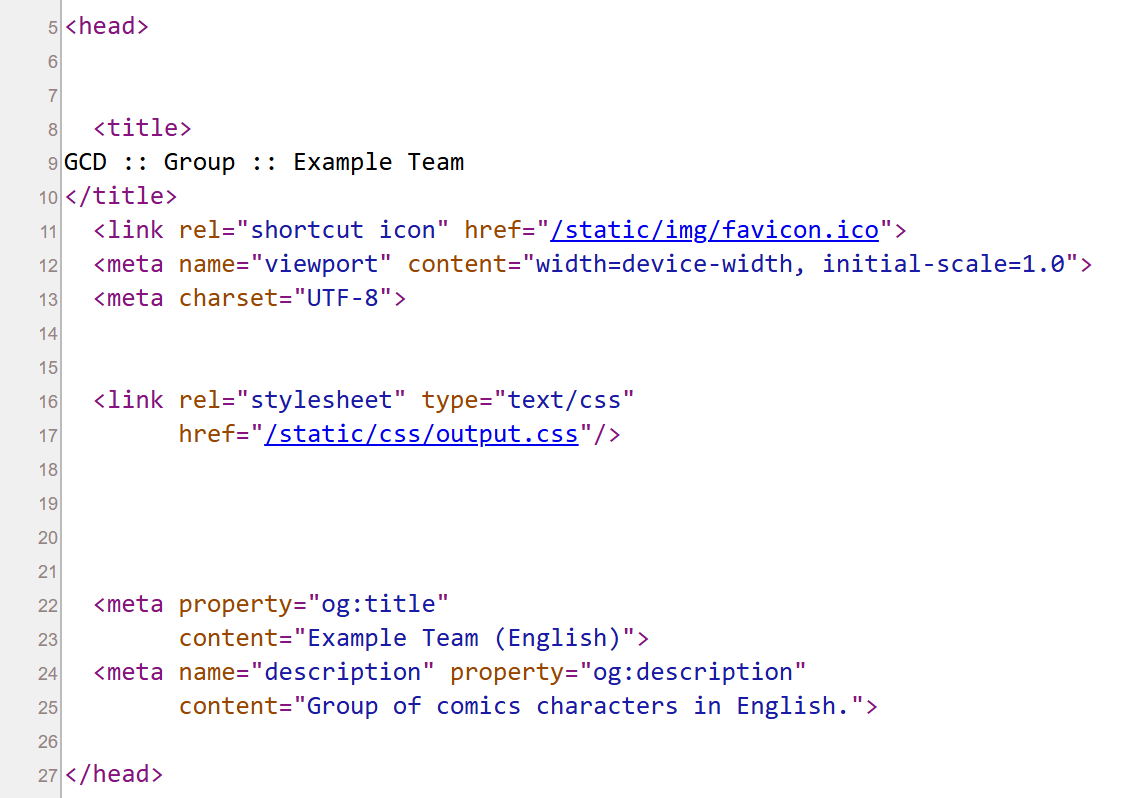 5 <head>
6
7
8 <title>
9 GCD :: Group :: Example Team
10 </title>
11 <link rel="shortcut icon" href="/static/img/favicon.ico">
12 <meta name="viewport" content="width=device-width, initial-scale=1.0">
13 <meta charset="UTF-8">
14
15
16 <link rel="stylesheet" type="text/css"
17 href="/static/css/output.css"/>
18
19
20
21
22 <meta property="og:title"
23 content="Example Team (English)">
24 <meta name="description" property="og:description"
25 content="Group of comics characters in English.">
26
27 </head>